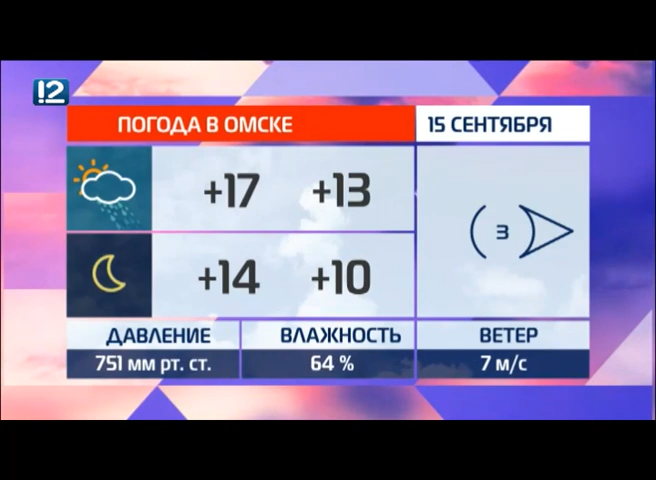 12
ПОГОДА В ОМСКЕ
15 СЕНТЯБРЯ
+17 +13
З
+14 +10
ДАВЛЕНИЕ
ВЛАЖНОСТЬ
ВЕТЕР
751 мм рт. ст.
64 %
7 м/с